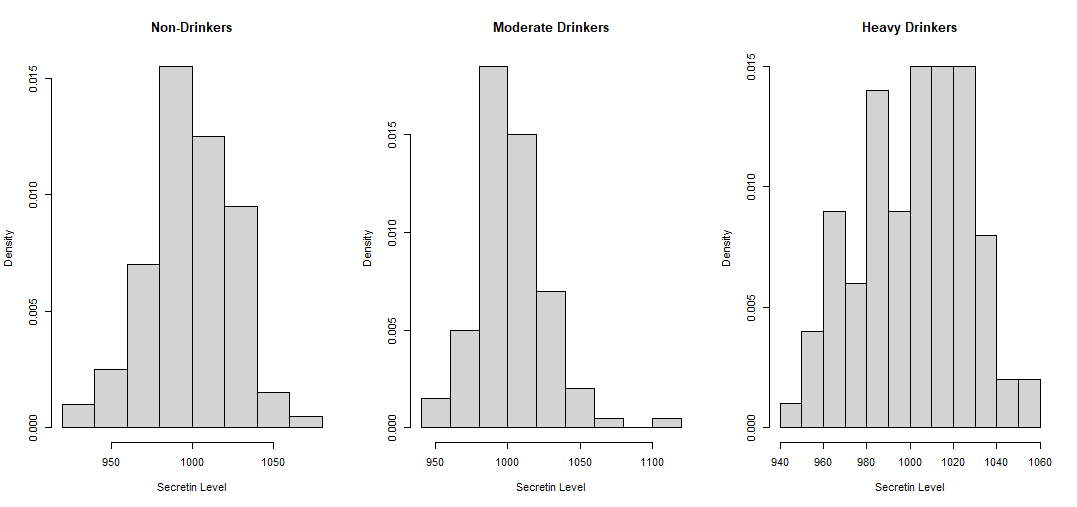 Non-Drinkers
Density
0.000
0.005
0.010
0.015
950
1000
1050
Secretin Level
Moderate Drinkers
Density
0.000
0.005
0.010
0.015
950
1000
1050
1100
Secretin Level
Heavy Drinkers
Density
0.000
0.005
0.010
0.015
940
960
980
1000
1020
1040
1060
Secretin Level